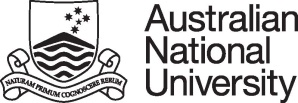 Australian
National
University
NATURAM PRIMUM COGNOSCERE RERUM